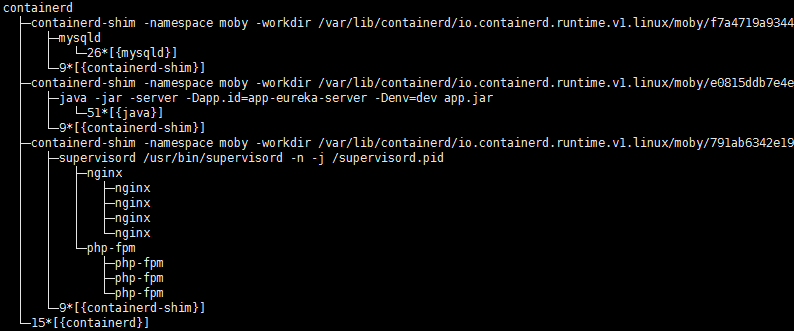 containerd
├─containerd-shim -namespace moby -workdir /var/lib/containerd/io.containerd.runtime.v1.linux/moby/f7a4719a9344
│ ├─mysqld
│ │ └─26*[{mysqld}]
│ └─9*[{containerd-shim}]
├─containerd-shim -namespace moby -workdir /var/lib/containerd/io.containerd.runtime.v1.linux/moby/e0815ddb7e4e
│ ├─java -jar -server -Dapp.id=app-eureka-server -Denv=dev app.jar
│ │ └─51*[{java}]
│ └─9*[{containerd-shim}]
├─containerd-shim -namespace moby -workdir /var/lib/containerd/io.containerd.runtime.v1.linux/moby/791ab6342e19
│ ├─supervisord /usr/bin/supervisord -n -j /supervisord.pid
│ │ ├─nginx
│ │ │ ├─nginx
│ │ │ ├─nginx
│ │ │ ├─nginx
│ │ │ └─nginx
│ │ └─php-fpm
│ │ ├─php-fpm
│ │ ├─php-fpm
│ │ └─php-fpm
│ └─9*[{containerd-shim}]
└─15*[{containerd}]